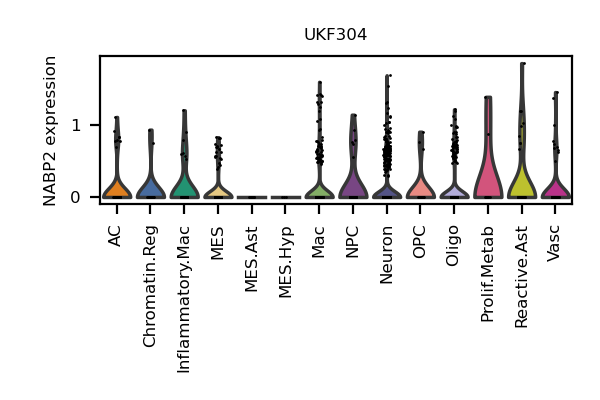 UKF304
NABP2 expression
1
0
AC
Chromatin.Reg
Inflammatory.Mac
MES
MES.Ast
MES.Hyp
Mac
NPC
Neuron
OPC
Oligo
Prolif.Metab
Reactive.Ast
Vasc